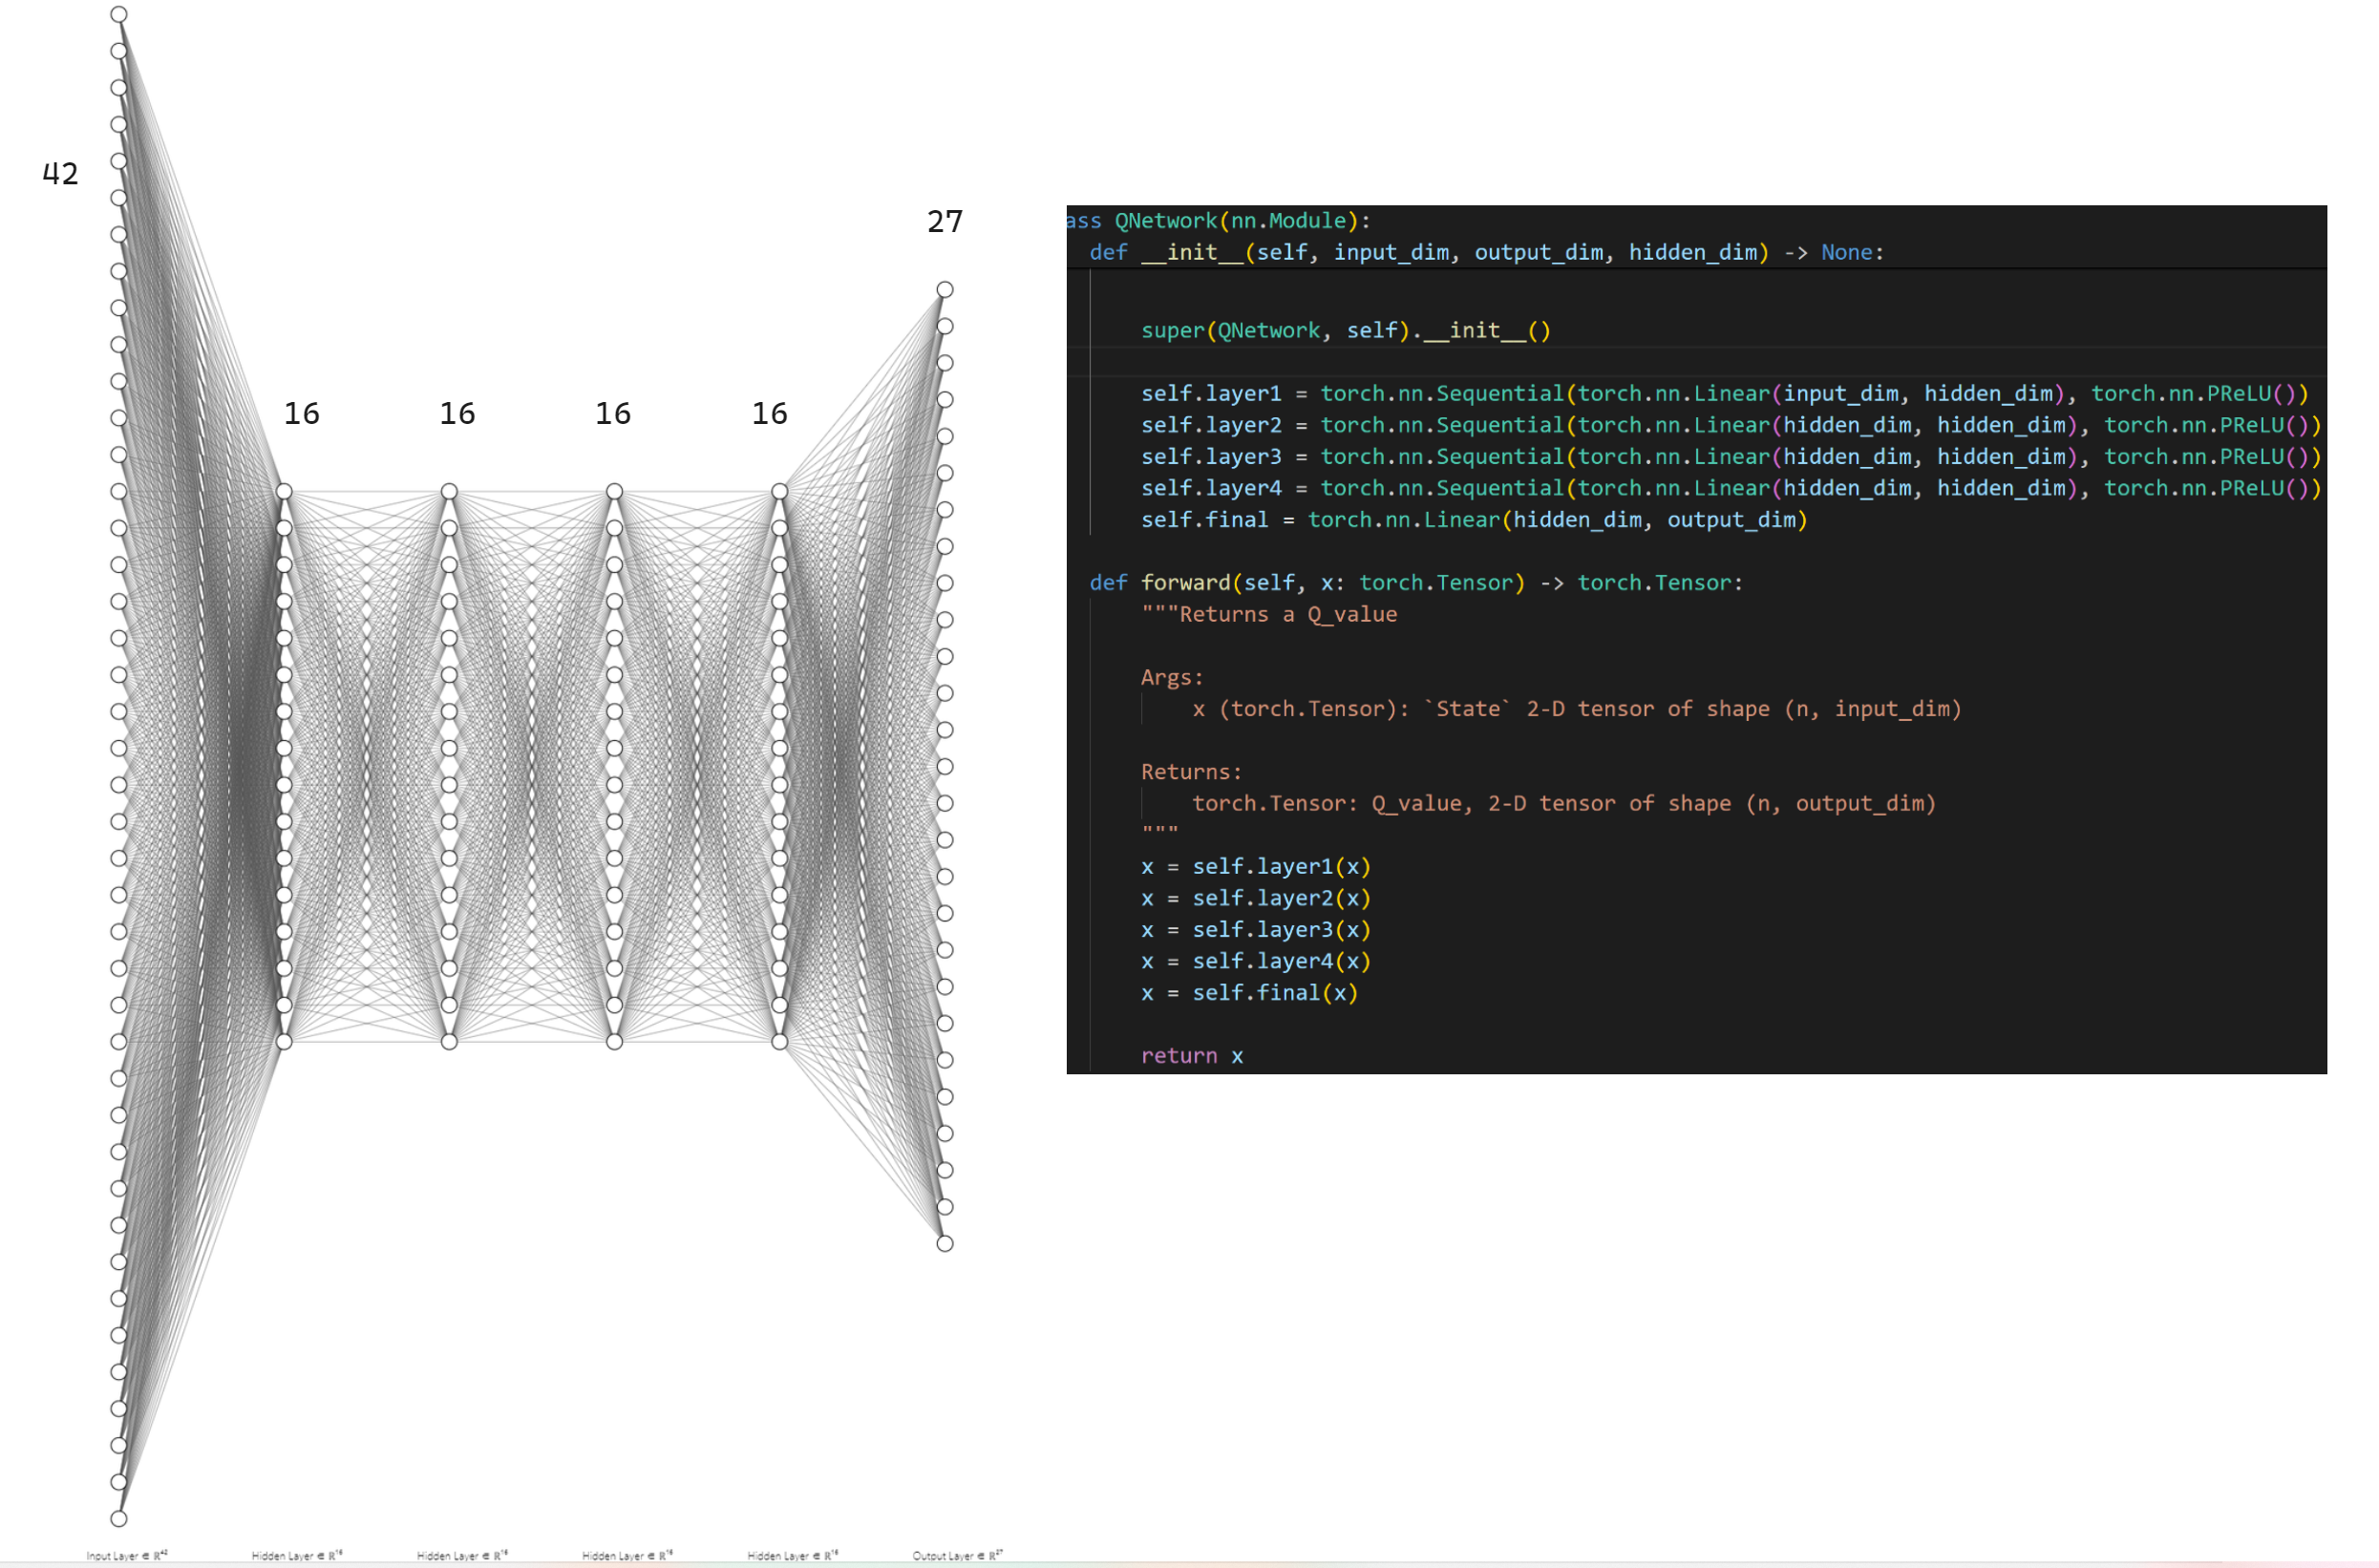 42
27
16 16 16 16
Input Layer ∈ ℝ⁴²
Hidden Layer ∈ ℝ¹⁶
Hidden Layer ∈ ℝ¹⁶
Hidden Layer ∈ ℝ¹⁶
Hidden Layer ∈ ℝ¹⁶
Output Layer ∈ ℝ²⁷
ass QNetwork(nn.Module):
def __init__(self, input_dim, output_dim, hidden_dim) -> None:
super(QNetwork, self).__init__()
self.layer1 = torch.nn.Sequential(torch.nn.Linear(input_dim, hidden_dim), torch.nn.PReLU())
self.layer2 = torch.nn.Sequential(torch.nn.Linear(hidden_dim, hidden_dim), torch.nn.PReLU())
self.layer3 = torch.nn.Sequential(torch.nn.Linear(hidden_dim, hidden_dim), torch.nn.PReLU())
self.layer4 = torch.nn.Sequential(torch.nn.Linear(hidden_dim, hidden_dim), torch.nn.PReLU())
self.final = torch.nn.Linear(hidden_dim, output_dim)
def forward(self, x: torch.Tensor) -> torch.Tensor:
"""Returns a Q_value
Args:
x (torch.Tensor): `State` 2-D tensor of shape (n, input_dim)
Returns:
torch.Tensor: Q_value, 2-D tensor of shape (n, output_dim)
"""
x = self.layer1(x)
x = self.layer2(x)
x = self.layer3(x)
x = self.layer4(x)
x = self.final(x)
return x